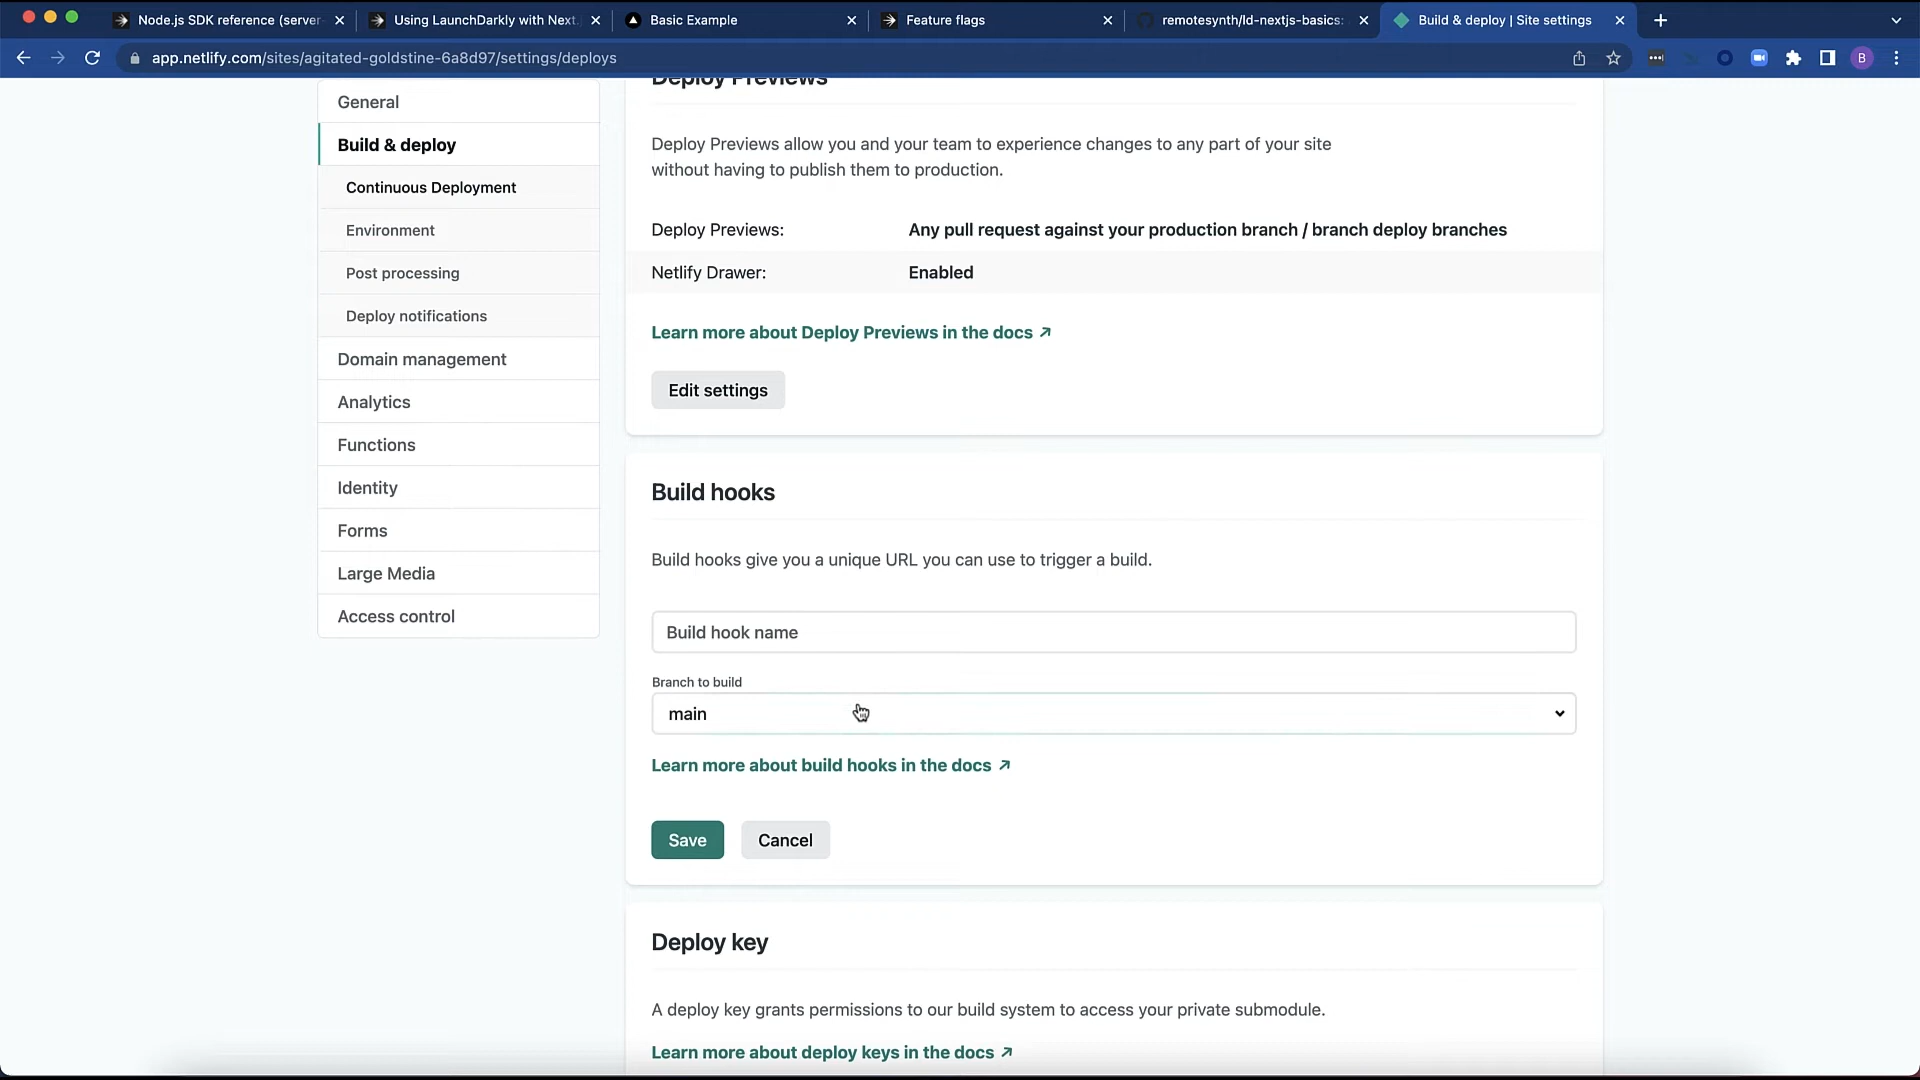 Node.js SDK reference (server-
Using LaunchDarkly with Next.
Basic Example
Feature flags
remotesynth/ld-nextjs-basics:
Build & deploy | Site settings
app.netlify.com/sites/agitated-goldstine-6a8d97/settings/deploys
B
General
Build & deploy
Continuous Deployment
Environment
Post processing
Deploy notifications
Domain management
Analytics
Functions
Identity
Forms
Large Media
Access control
Deploy Previews
Deploy Previews allow you and your team to experience changes to any part of your site
without having to publish them to production.
Deploy Previews: Any pull request against your production branch / branch deploy branches
Netlify Drawer: Enabled
Learn more about Deploy Previews in the docs ↗
Edit settings
Build hooks
Build hooks give you a unique URL you can use to trigger a build.
Build hook name
Branch to build
main
Learn more about build hooks in the docs ↗
Save Cancel
Deploy key
A deploy key grants permissions to our build system to access your private submodule.
Learn more about deploy keys in the docs ↗